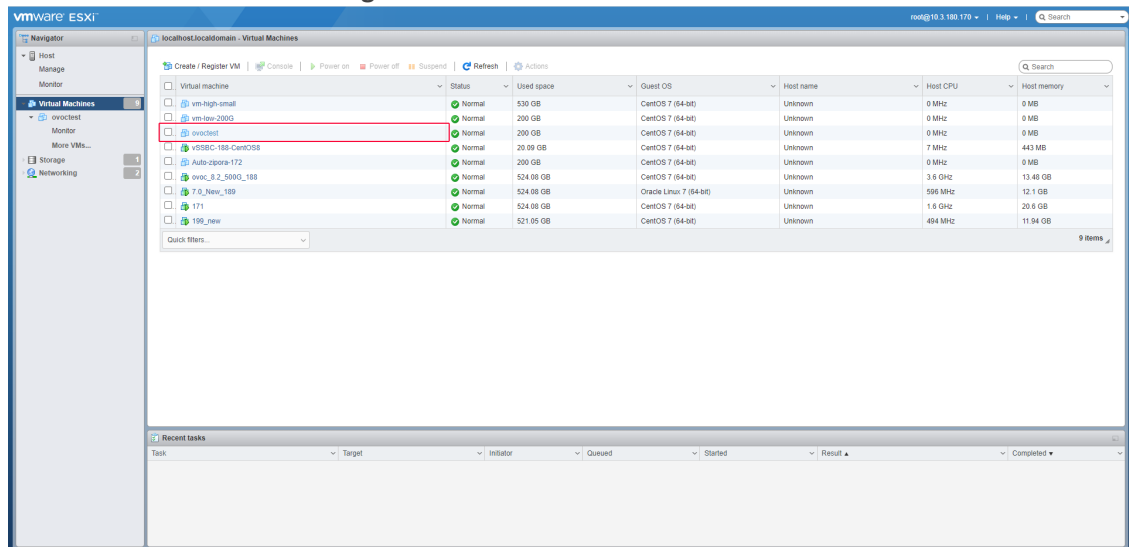 vmware ESXi
root@10.3.180.170 | Help | Search
Navigator
localhost.localdomain - Virtual Machines
Host
Manage
Monitor
Virtual Machines 9
ovoctest
Monitor
More VMs...
Storage 1
Networking 2
Create / Register VM | Console | Power on Power off Suspend | Refresh | Actions
Search
Virtual machine Status Used space Guest OS Host name Host CPU Host memory
vm-high-small Normal 530 GB CentOS 7 (64-bit) Unknown 0 MHz 0 MB
vm-low-200G Normal 200 GB CentOS 7 (64-bit) Unknown 0 MHz 0 MB
ovoctest Normal 200 GB CentOS 7 (64-bit) Unknown 0 MHz 0 MB
vSSBC-188-CentOS8 Normal 20.09 GB CentOS 7 (64-bit) Unknown 7 MHz 443 MB
Auto-zipora-172 Normal 200 GB CentOS 7 (64-bit) Unknown 0 MHz 0 MB
ovoc_8.2_500G_188 Normal 524.08 GB CentOS 7 (64-bit) Unknown 3.6 GHz 13.48 GB
7.0_New_189 Normal 524.08 GB Oracle Linux 7 (64-bit) Unknown 596 MHz 12.1 GB
171 Normal 524.08 GB CentOS 7 (64-bit) Unknown 1.6 GHz 20.6 GB
199_new Normal 521.05 GB CentOS 7 (64-bit) Unknown 494 MHz 11.94 GB
Quick filters...
9 items
Recent tasks
Task Target Initiator Queued Started Result Completed